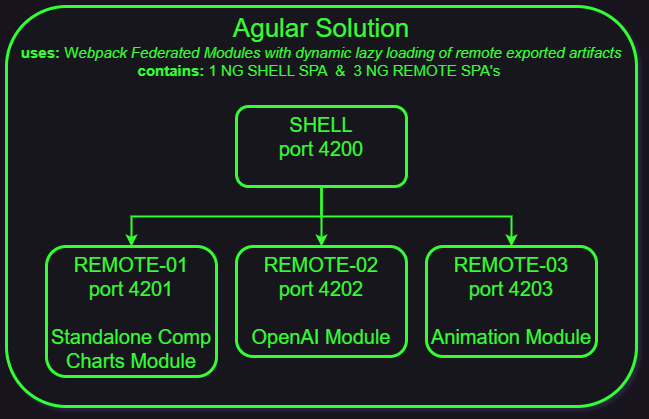 Agular Solution
uses: Webpack Federated Modules with dynamic lazy loading of remote exported artifacts
contains: 1 NG SHELL SPA & 3 NG REMOTE SPA's
SHELL
port 4200
REMOTE-01
port 4201
Standalone Comp
Charts Module
REMOTE-02
port 4202
OpenAI Module
REMOTE-03
port 4203
Animation Module